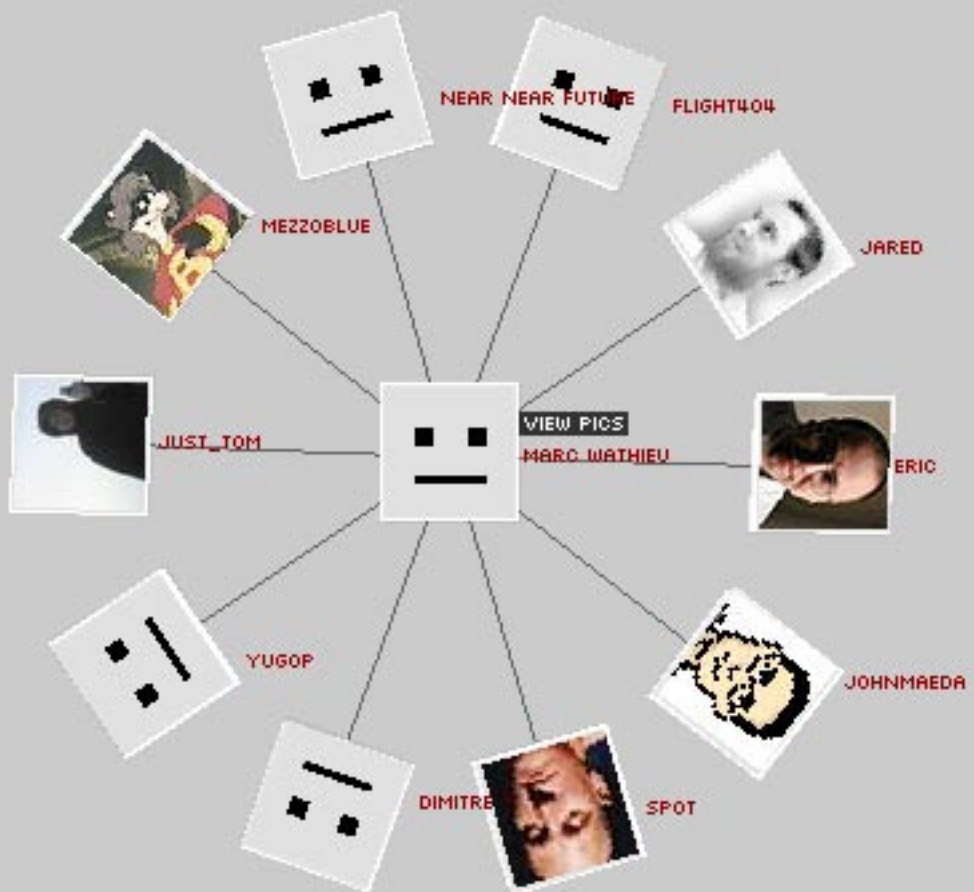 NEAR NEAR FUTURE
FLIGHT404
MEZZOBLUE
JARED
VIEW PICS
JUST_TOM
MARC WATHIEU
ERIC
YUGOP
JOHNMAEDA
DIMITRE
SPOT